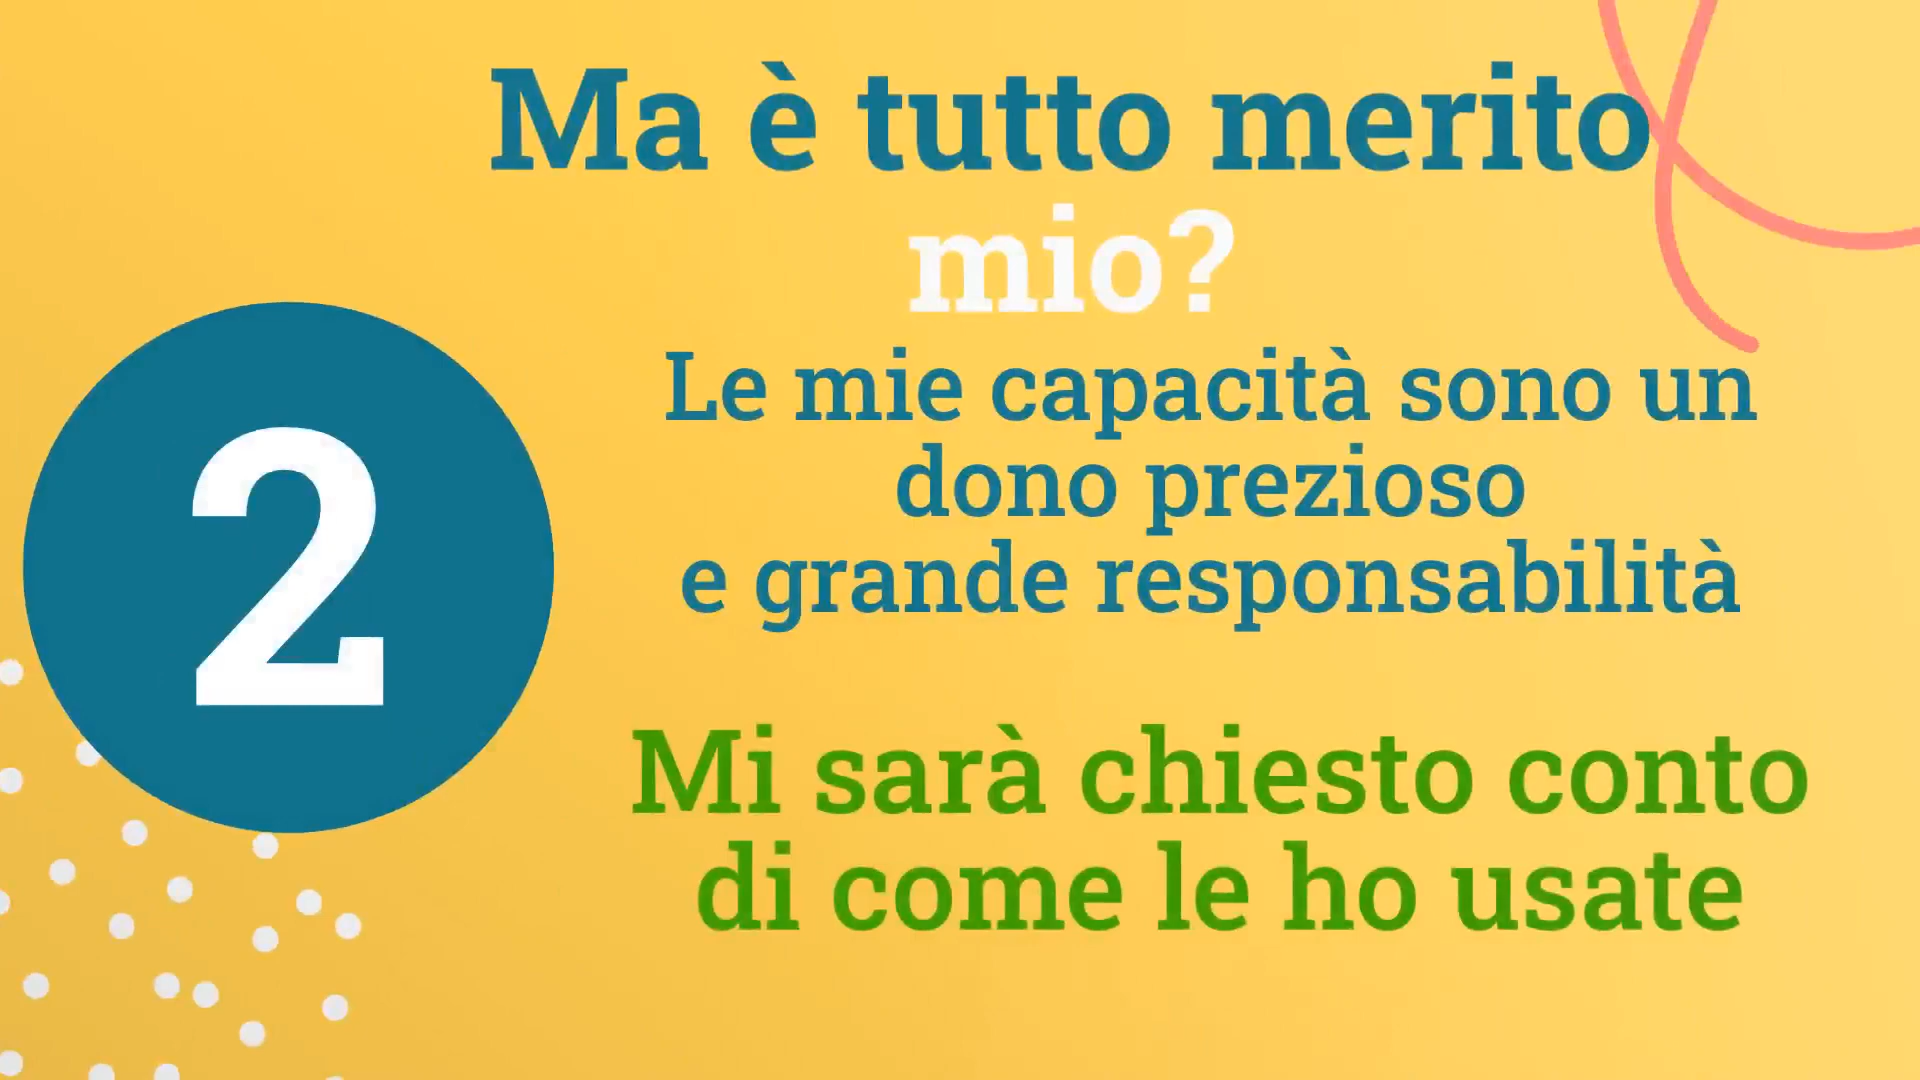 Ma è tutto merito
mio?
2
Le mie capacità sono un
dono prezioso
e grande responsabilità
Mi sarà chiesto conto
di come le ho usate